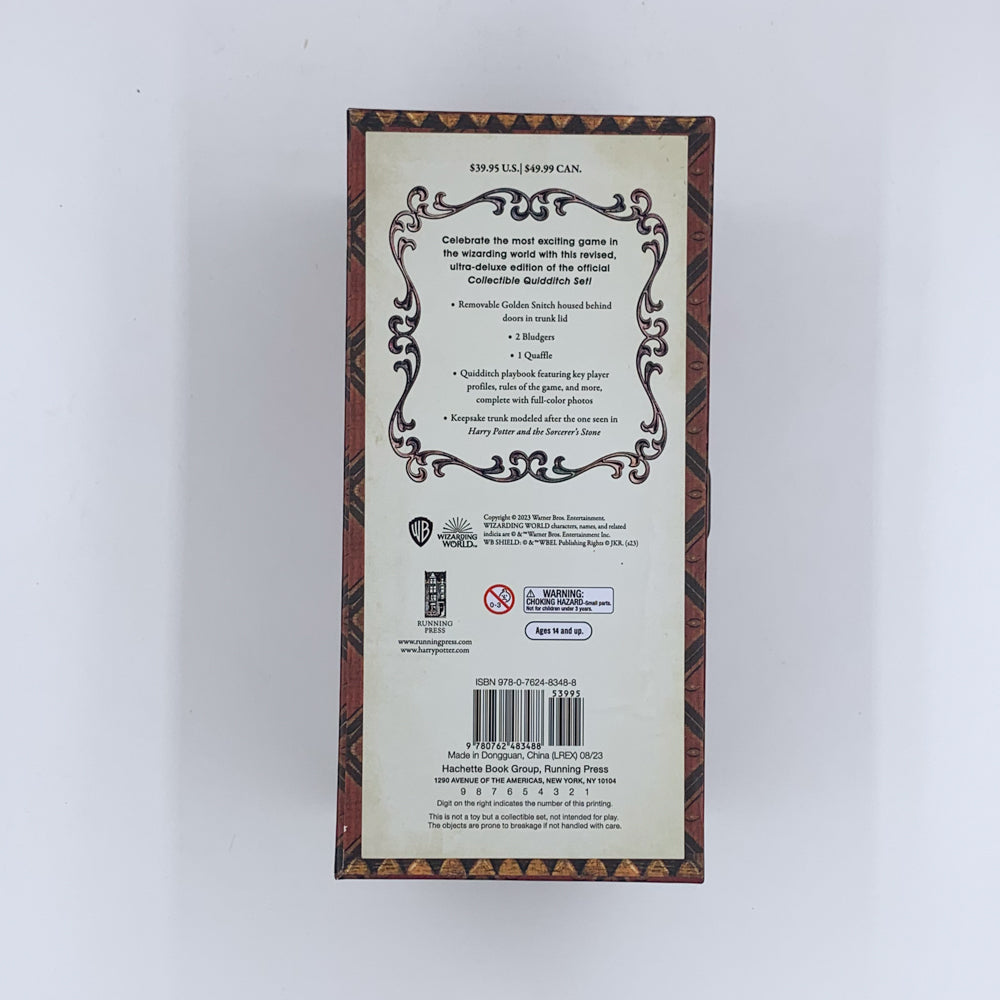 $39.95 U.S.| $49.99 CAN.
Celebrate the most exciting game in
the wizarding world with this revised,
ultra-deluxe edition of the official
Collectible Quidditch Set!
• Removable Golden Snitch housed behind
doors in trunk lid
• 2 Bludgers
• 1 Quaffle
• Quidditch playbook featuring key player
profiles, rules of the game, and more,
complete with full-color photos
• Keepsake trunk modeled after the one seen in
Harry Potter and the Sorcerer's Stone
WB
WIZARDING
WORLD™
Copyright © 2023 Warner Bros. Entertainment.
WIZARDING WORLD characters, names, and related
indicia are © &™ Warner Bros. Entertainment Inc.
WB SHIELD: © &™ WBEI. Publishing Rights © JKR. (s23)
RUNNING
PRESS
www.runningpress.com
www.harrypotter.com
0-3
⚠ WARNING:
CHOKING HAZARD-Small parts.
Not for children under 3 years.
Ages 14 and up.
ISBN 978-0-7624-8348-8
53995
9 780762 483488
Made in Dongguan, China (LREX) 08/23
Hachette Book Group, Running Press
1290 AVENUE OF THE AMERICAS, NEW YORK, NY 10104
9 8 7 6 5 4 3 2 1
Digit on the right indicates the number of this printing.
This is not a toy but a collectible set, not intended for play.
The objects are prone to breakage if not handled with care.